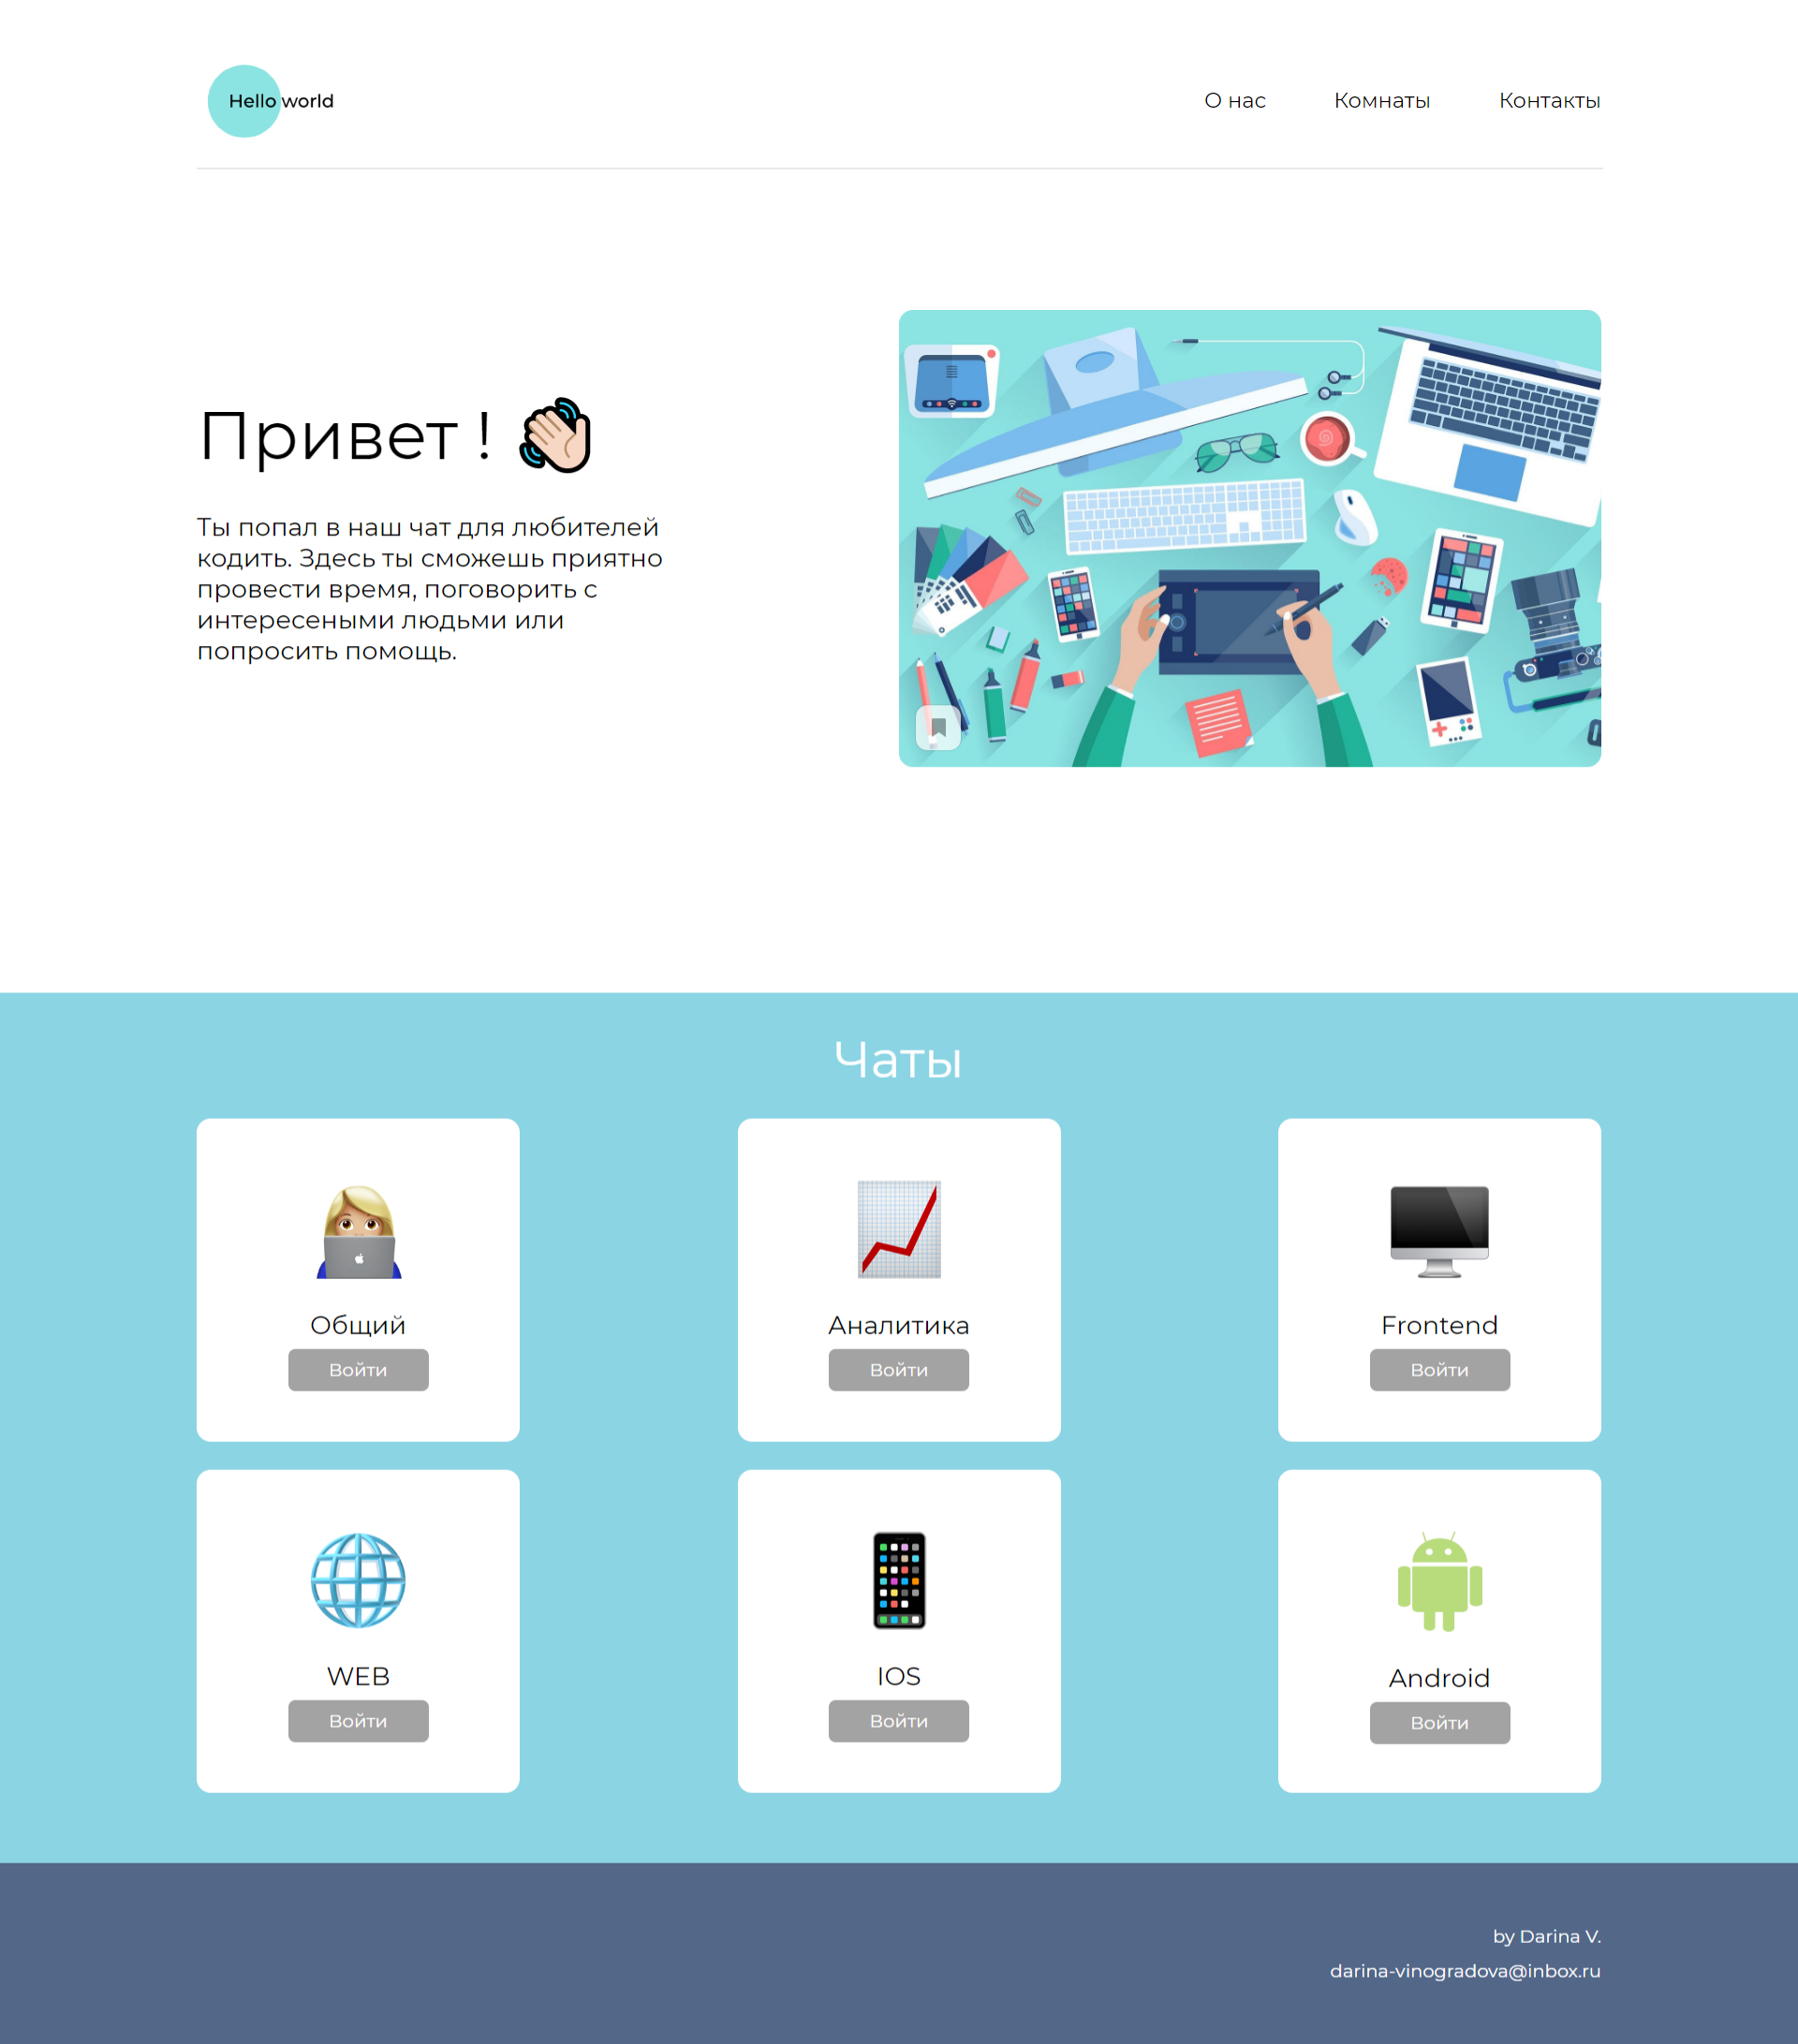 Hello world
О нас
Комнаты
Контакты
Привет !
Ты попал в наш чат для любителей
кодить. Здесь ты сможешь приятно
провести время, поговорить с
интересеными людьми или
попросить помощь.
Чаты
Общий
Войти
Аналитика
Войти
Frontend
Войти
WEB
Войти
IOS
Войти
Android
Войти
by Darina V.
darina-vinogradova@inbox.ru